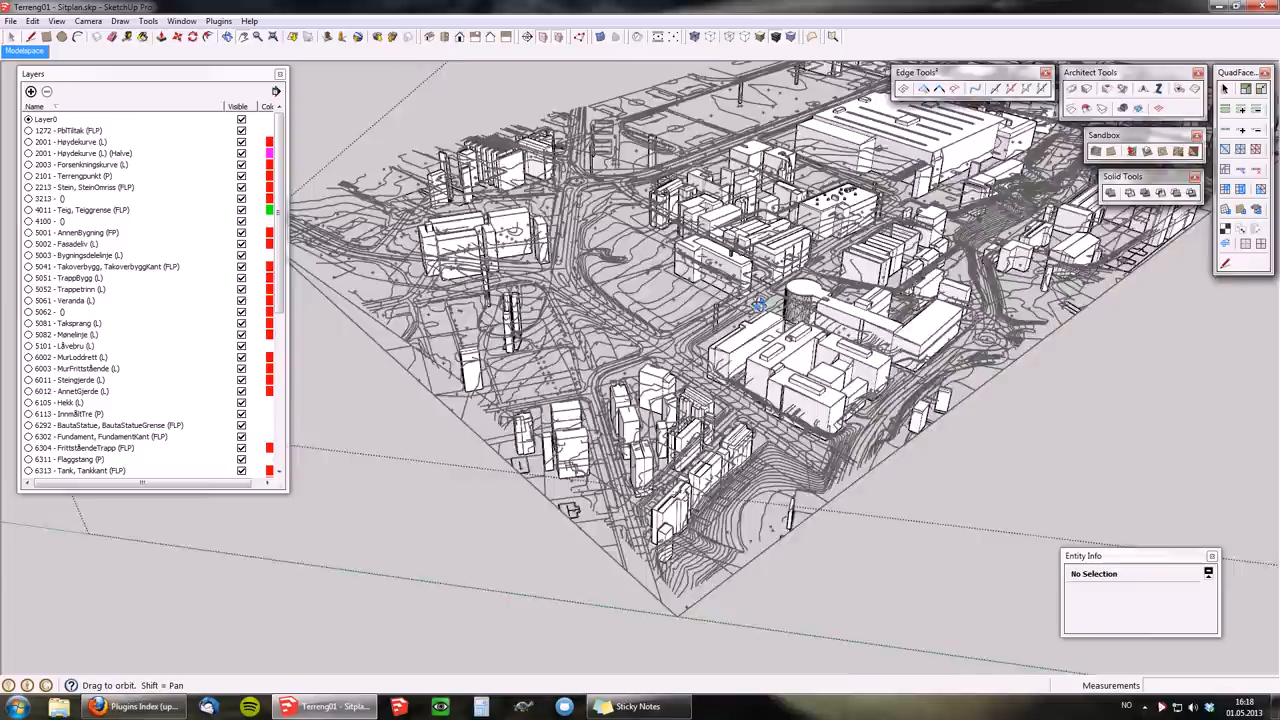 Terreng01 - Sitplan.skp - SketchUp Pro
File Edit View Camera Draw Tools Window Plugins Help
Modelspace
Layers
Name Visible Col
Layer0
1272 - PblTiltak (FLP)
2001 - Høydekurve (L)
2001 - Høydekurve (L) (Halve)
2003 - Forsenkningskurve (L)
2101 - Terrengpunkt (P)
2213 - Stein, SteinOmriss (FLP)
3213 - ()
4011 - Teig, Teiggrense (FLP)
4100 - ()
5001 - AnnenBygning (FP)
5002 - Fasadeliv (L)
5003 - Bygningsdelelinje (L)
5041 - Takoverbygg, TakoverbyggKant (FLP)
5051 - TrappBygg (L)
5052 - Trappetrinn (L)
5061 - Veranda (L)
5062 - ()
5081 - Taksprang (L)
5082 - Mønelinje (L)
5101 - Låvebru (L)
6002 - MurLoddrett (L)
6003 - MurFrittstående (L)
6011 - Steingjerde (L)
6012 - AnnetGjerde (L)
6105 - Hekk (L)
6113 - InnmåltTre (P)
6292 - BautaStatue, BautaStatueGrense (FLP)
6302 - Fundament, FundamentKant (FLP)
6304 - FrittståendeTrapp (FLP)
6311 - Flaggstang (P)
6313 - Tank, Tankkant (FLP)
Edge Tools²
Architect Tools
QuadFace...
Sandbox
Solid Tools
Entity Info
No Selection
Drag to orbit. Shift = Pan
Measurements
Plugins Index (up...
Terreng01 - Sitpla...
Sticky Notes
NO
16:18
01.05.2013